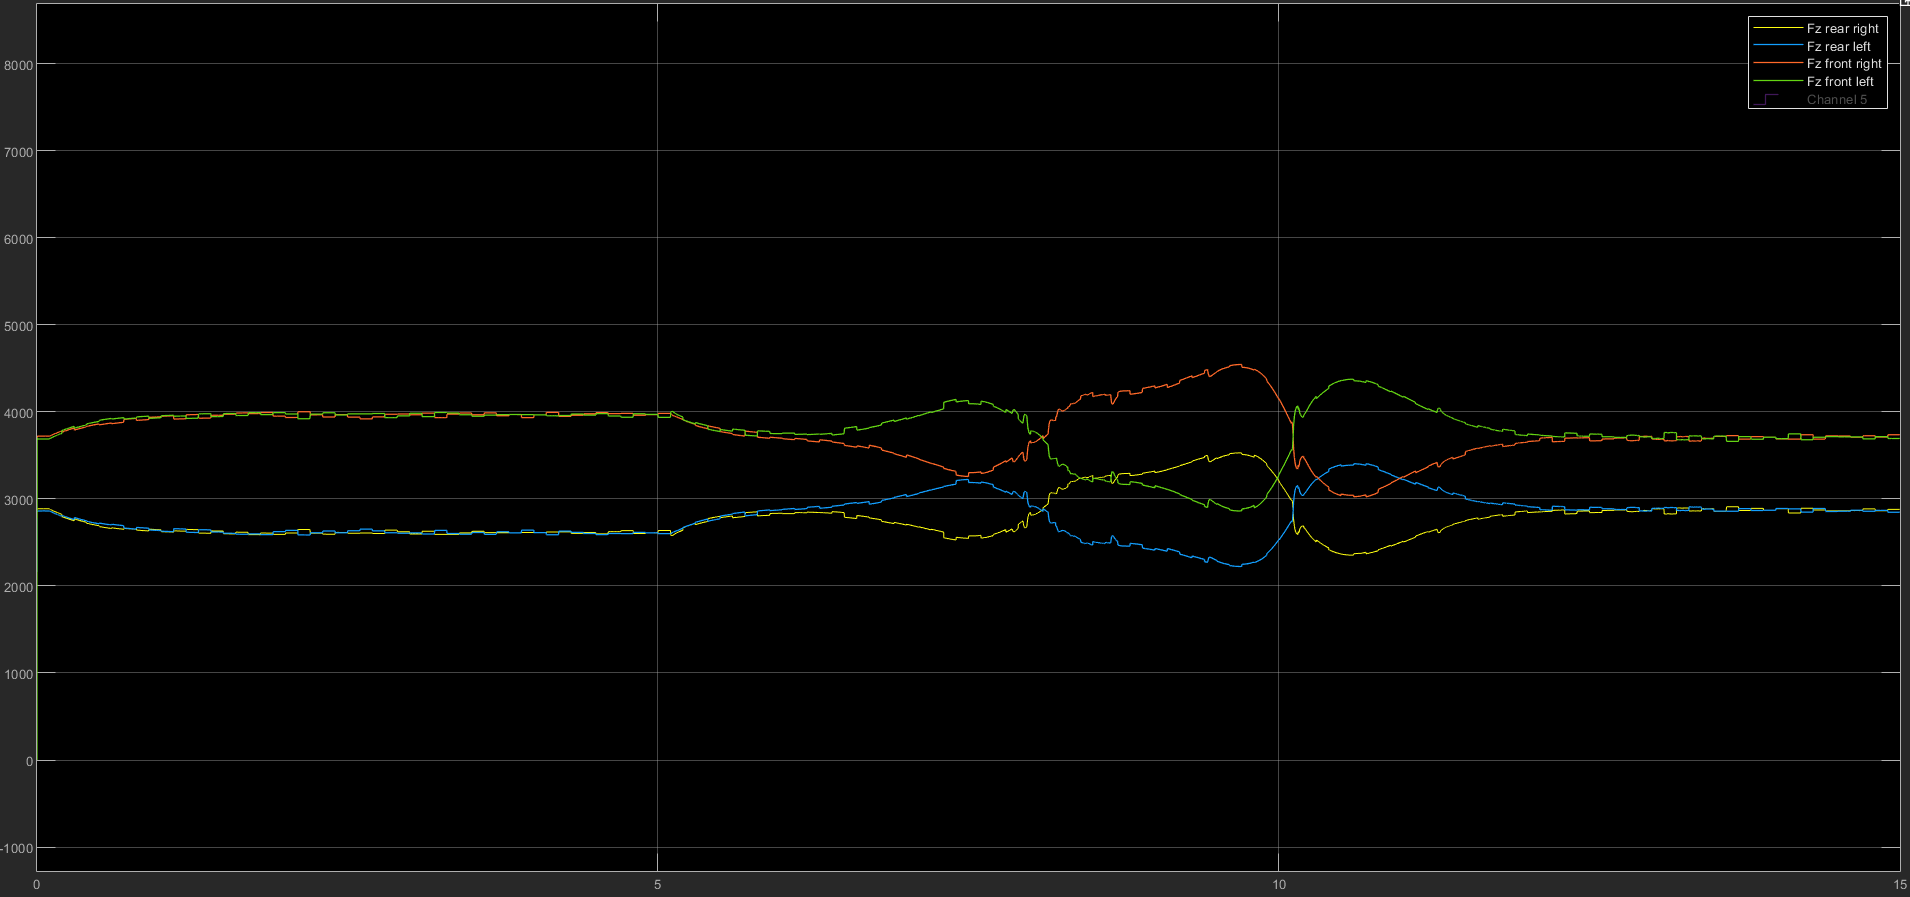 Fz rear right
Fz rear left
Fz front right
Fz front left
Channel 5
8000
7000
6000
5000
4000
3000
2000
1000
0
-1000
0 5 10 15